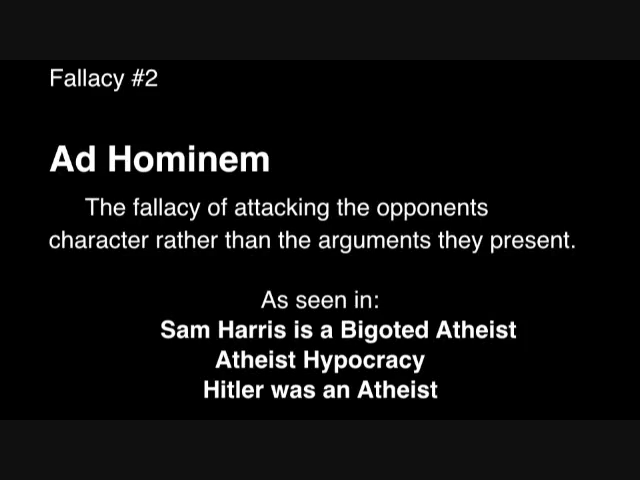 Fallacy #2
Ad Hominem
The fallacy of attacking the opponents
character rather than the arguments they present.
As seen in:
Sam Harris is a Bigoted Atheist
Atheist Hypocracy
Hitler was an Atheist